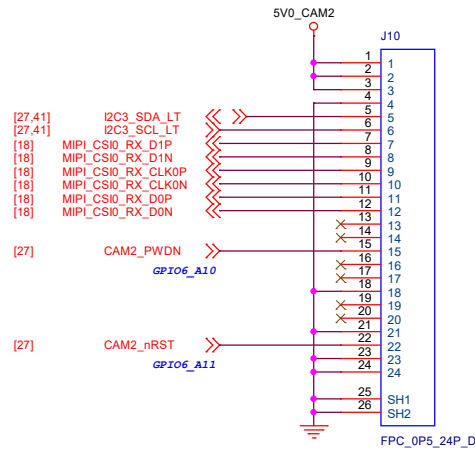 5V0_CAM2
J10
1 1
2 2
3 3
4 4
[27,41] I2C3_SDA_LT 5 5
[27,41] I2C3_SCL_LT 6 6
[18] MIPI_CSI0_RX_D1P 7 7
[18] MIPI_CSI0_RX_D1N 8 8
[18] MIPI_CSI0_RX_CLK0P 9 9
[18] MIPI_CSI0_RX_CLK0N 10 10
[18] MIPI_CSI0_RX_D0P 11 11
[18] MIPI_CSI0_RX_D0N 12 12
13 13
14 14
[27] CAM2_PWDN 15 15
GPIO6_A10
16 16
17 17
18 18
19 19
20 20
21 21
[27] CAM2_nRST 22 22
GPIO6_A11
23 23
24 24
25 SH1
26 SH2
FPC_0P5_24P_D